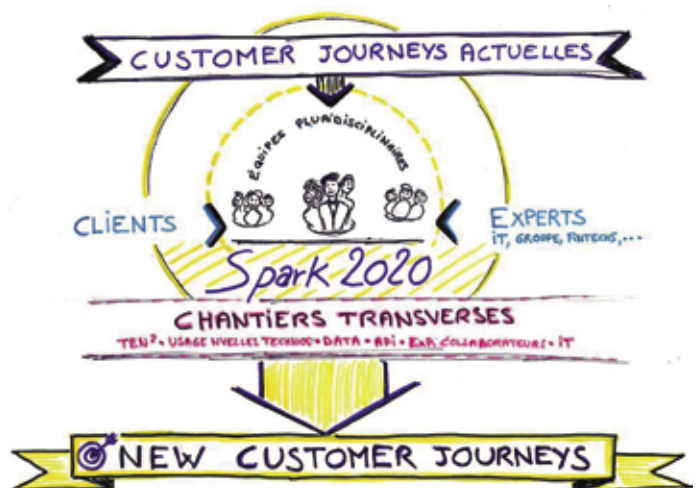 CUSTOMER JOURNEYS ACTUELLES
ÉQUIPES PLURIDISCIPLINAIRES
CLIENTS
EXPERTS
IT, GROUPE, FINTECHS,...
Spark 2020
CHANTIERS TRANSVERSES
TEN² • USAGE NVELLES TECHNOS • DATA • API • EXP. COLLABORATEURS • IT
NEW CUSTOMER JOURNEYS